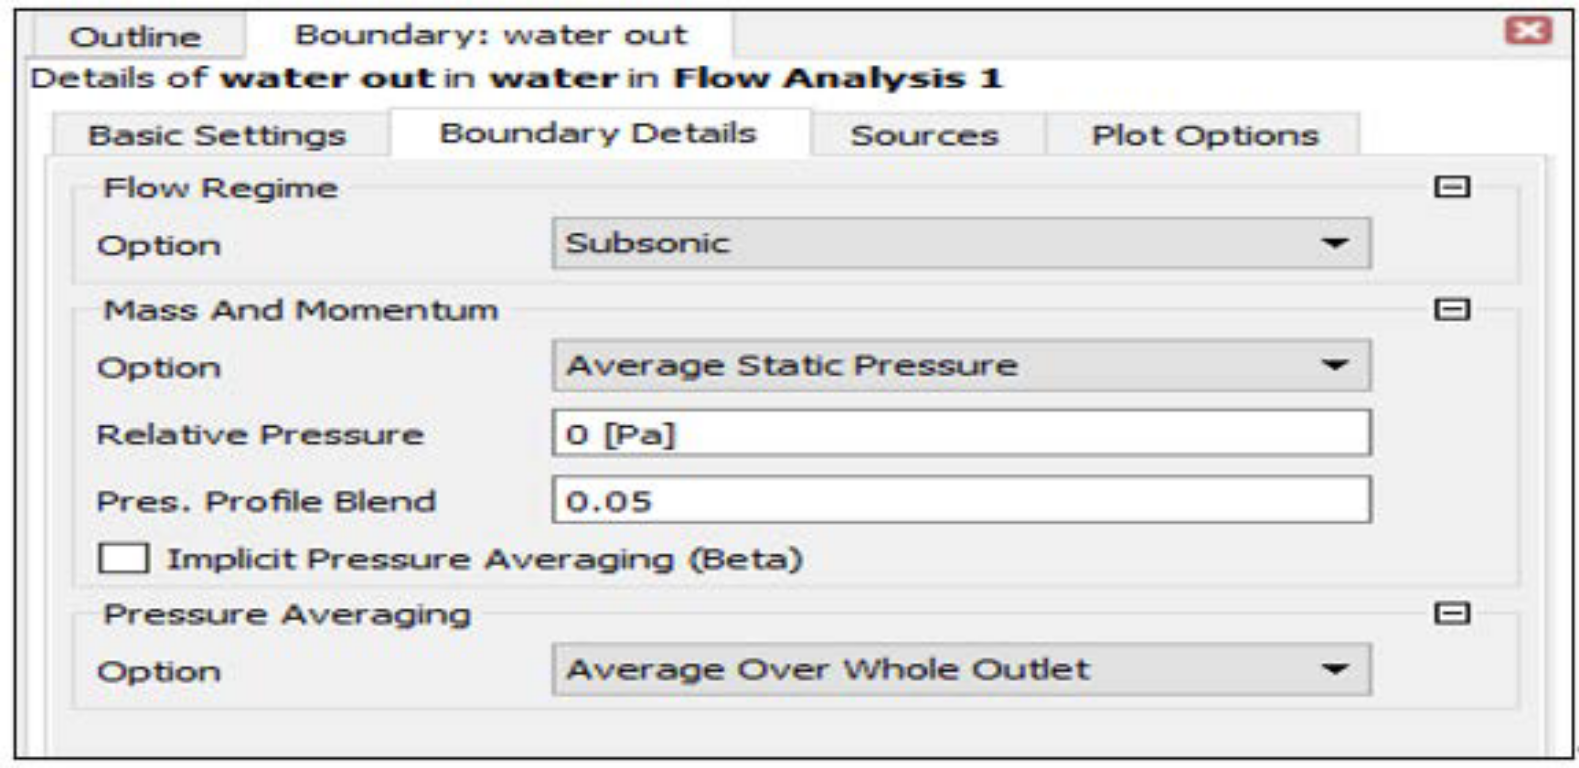 Outline Boundary: water out
Details of water out in water in Flow Analysis 1
Basic Settings Boundary Details Sources Plot Options
Flow Regime
Option Subsonic
Mass And Momentum
Option Average Static Pressure
Relative Pressure 0 [Pa]
Pres. Profile Blend 0.05
Implicit Pressure Averaging (Beta)
Pressure Averaging
Option Average Over Whole Outlet